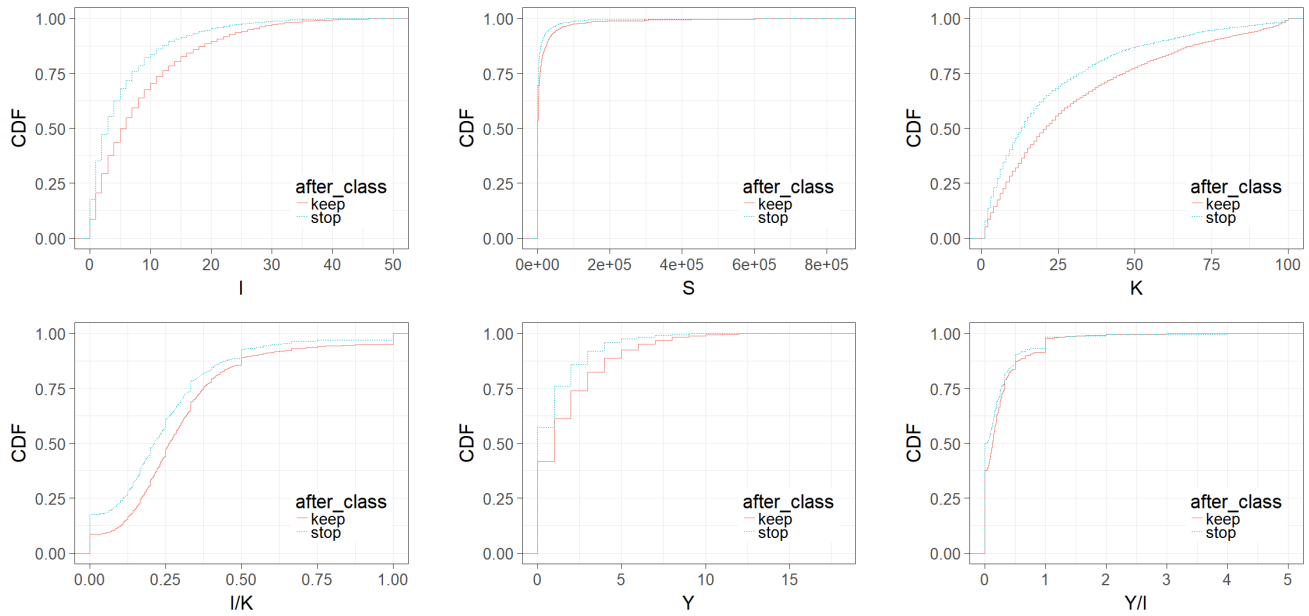 1.00
0.75
0.50
0.25
0.00
CDF
0 10 20 30 40 50
I
after_class
keep
stop
1.00
0.75
0.50
0.25
0.00
CDF
0e+00 2e+05 4e+05 6e+05 8e+05
S
after_class
keep
stop
1.00
0.75
0.50
0.25
0.00
CDF
0 25 50 75 100
K
after_class
keep
stop
1.00
0.75
0.50
0.25
0.00
CDF
0.00 0.25 0.50 0.75 1.00
I/K
after_class
keep
stop
1.00
0.75
0.50
0.25
0.00
CDF
0 5 10 15
Y
after_class
keep
stop
1.00
0.75
0.50
0.25
0.00
CDF
0 1 2 3 4 5
Y/I
after_class
keep
stop